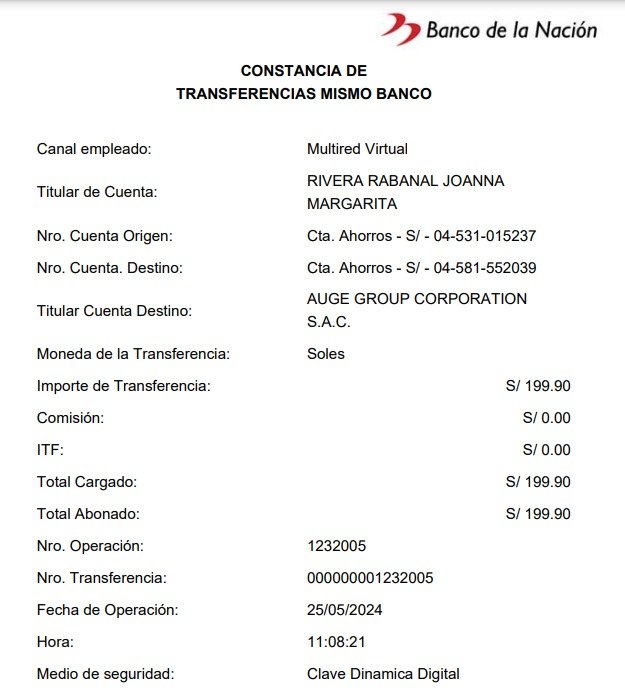 Banco de la Nación
CONSTANCIA DE
TRANSFERENCIAS MISMO BANCO
Canal empleado: Multired Virtual
Titular de Cuenta: RIVERA RABANAL JOANNA
MARGARITA
Nro. Cuenta Origen: Cta. Ahorros - S/ - 04-531-015237
Nro. Cuenta. Destino: Cta. Ahorros - S/ - 04-581-552039
Titular Cuenta Destino: AUGE GROUP CORPORATION
S.A.C.
Moneda de la Transferencia: Soles
Importe de Transferencia: S/ 199.90
Comisión: S/ 0.00
ITF: S/ 0.00
Total Cargado: S/ 199.90
Total Abonado: S/ 199.90
Nro. Operación: 1232005
Nro. Transferencia: 000000001232005
Fecha de Operación: 25/05/2024
Hora: 11:08:21
Medio de seguridad: Clave Dinamica Digital